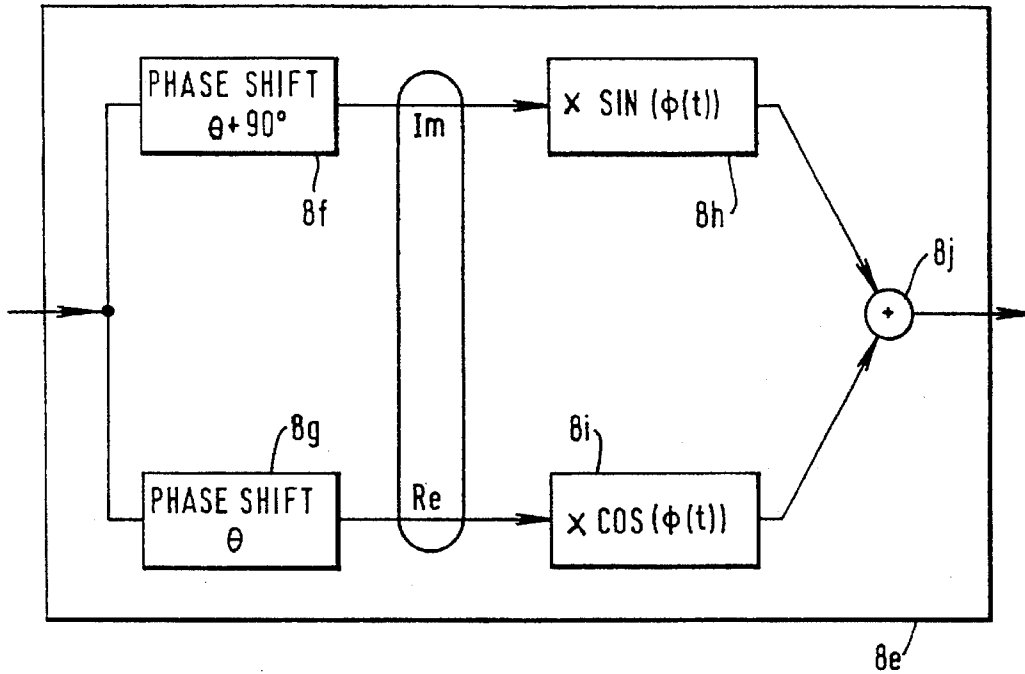 PHASE SHIFT
θ+90°
8f
Im
× SIN (φ(t))
8h
8j
+
8g
PHASE SHIFT
θ
Re
8i
× COS (φ(t))
8e